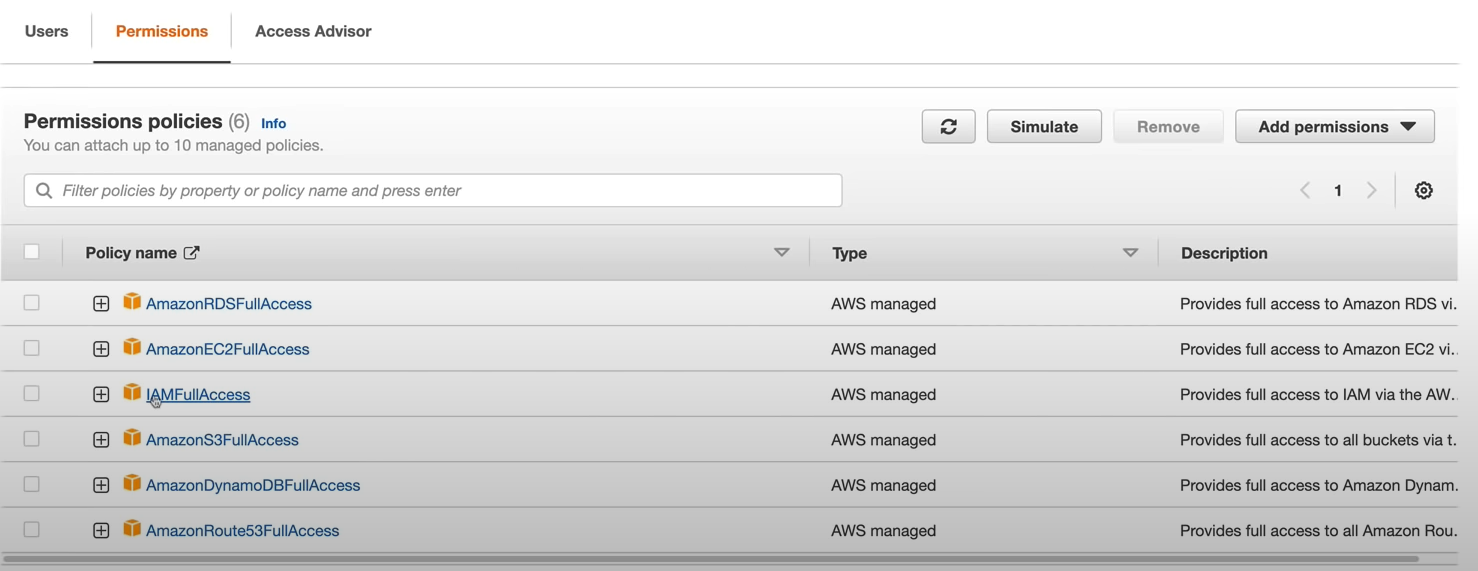 Users Permissions Access Advisor
Permissions policies (6) Info
You can attach up to 10 managed policies.
Simulate Remove Add permissions
Filter policies by property or policy name and press enter
1
Policy name Type Description
AmazonRDSFullAccess AWS managed Provides full access to Amazon RDS vi...
AmazonEC2FullAccess AWS managed Provides full access to Amazon EC2 vi...
IAMFullAccess AWS managed Provides full access to IAM via the AW...
AmazonS3FullAccess AWS managed Provides full access to all buckets via t...
AmazonDynamoDBFullAccess AWS managed Provides full access to Amazon Dynam...
AmazonRoute53FullAccess AWS managed Provides full access to all Amazon Rou...